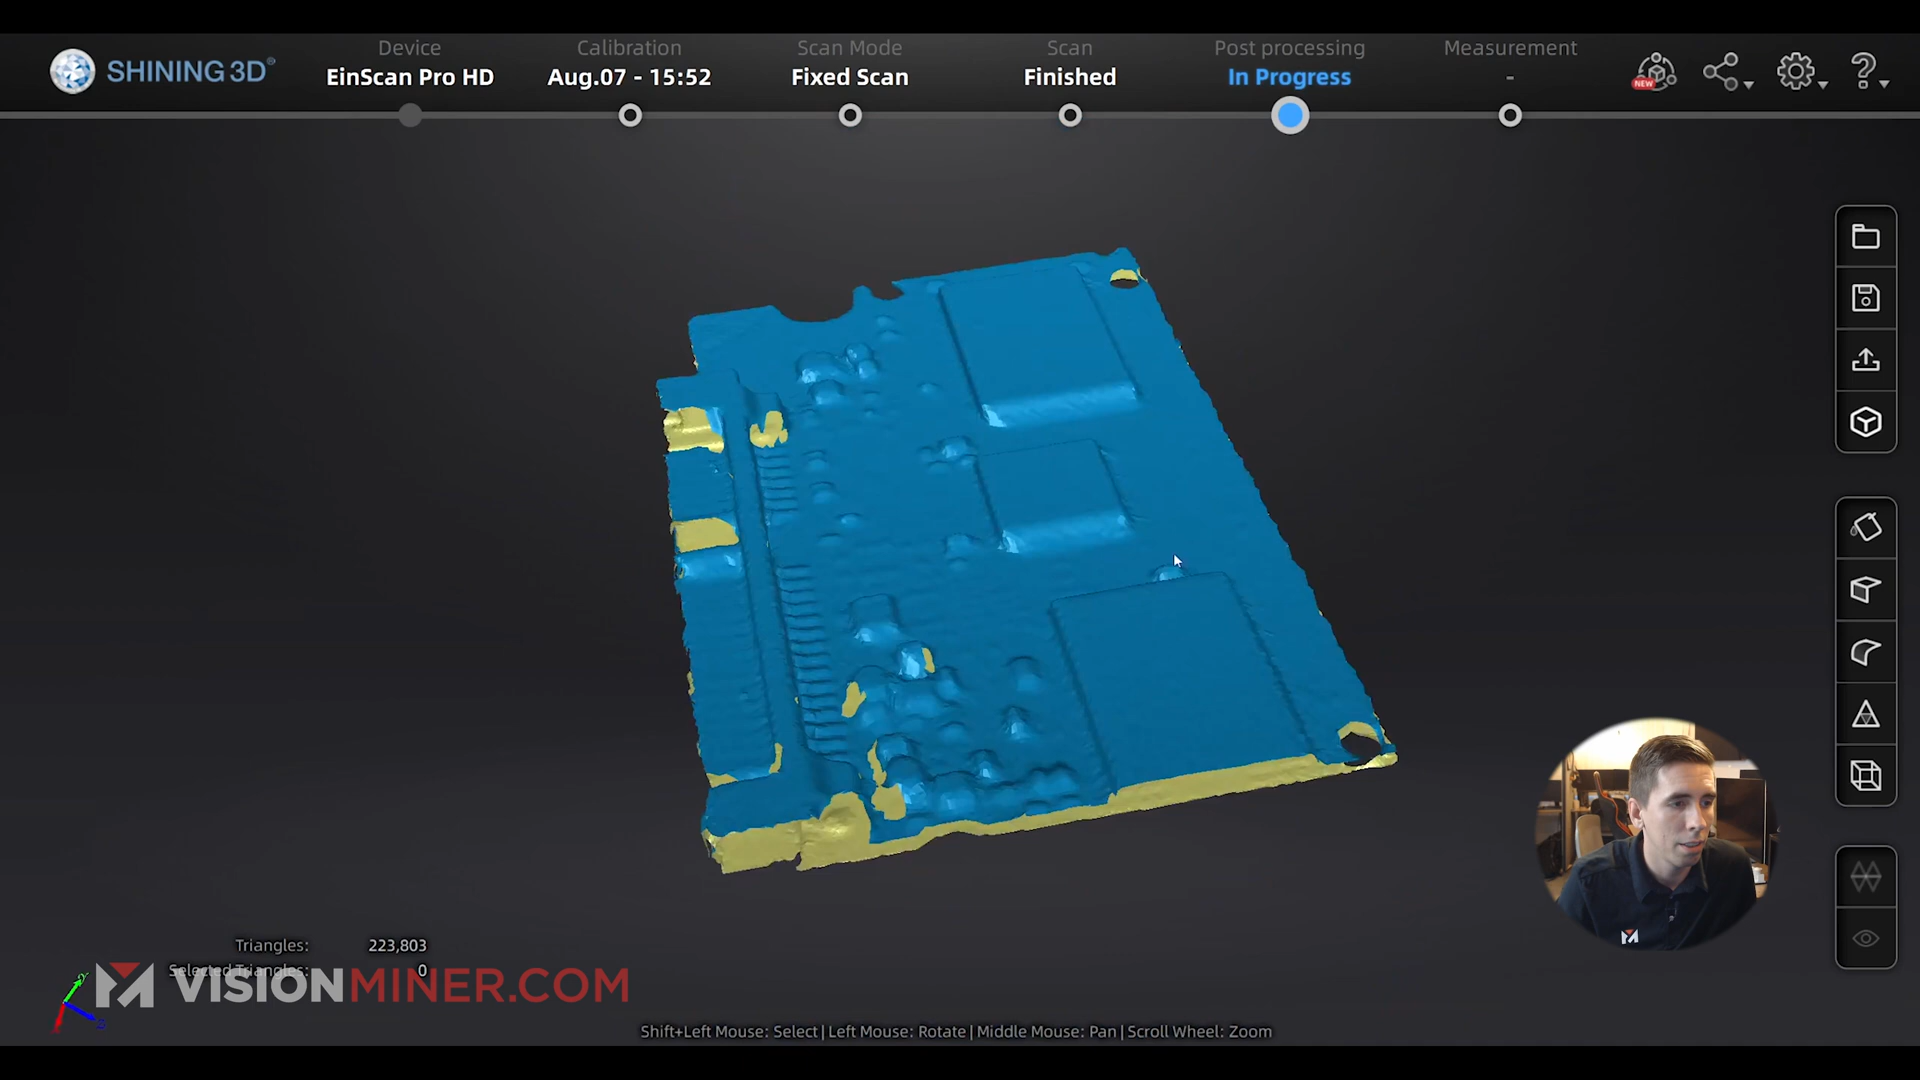 SHINING 3D®
Device
EinScan Pro HD
Calibration
Aug.07 - 15:52
Scan Mode
Fixed Scan
Scan
Finished
Post processing
In Progress
Measurement
-
NEW
Triangles: 223,803
Selected Triangles: 0
VISIONMINER.COM
Shift+Left Mouse: Select | Left Mouse: Rotate | Middle Mouse: Pan | Scroll Wheel: Zoom